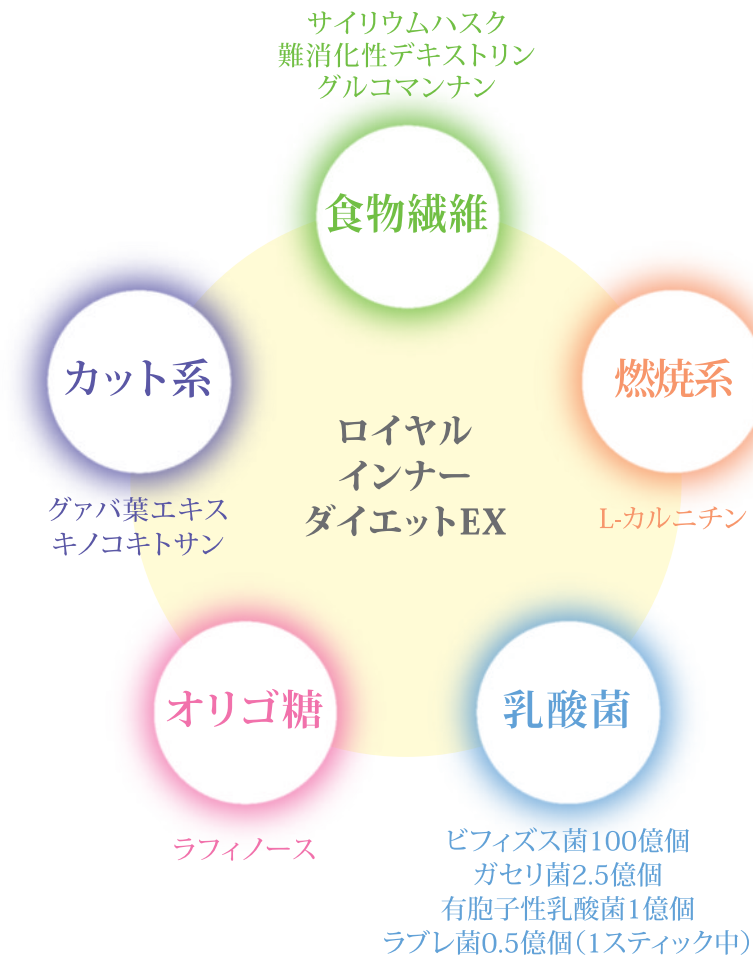 サイリウムハスク
難消化性デキストリン
グルコマンナン
食物繊維
カット系
グァバ葉エキス
キノコキトサン
燃焼系
L-カルニチン
ロイヤル
インナー
ダイエットEX
オリゴ糖
ラフィノース
乳酸菌
ビフィズス菌100億個
ガセリ菌2.5億個
有胞子性乳酸菌1億個
ラブレ菌0.5億個（1スティック中）